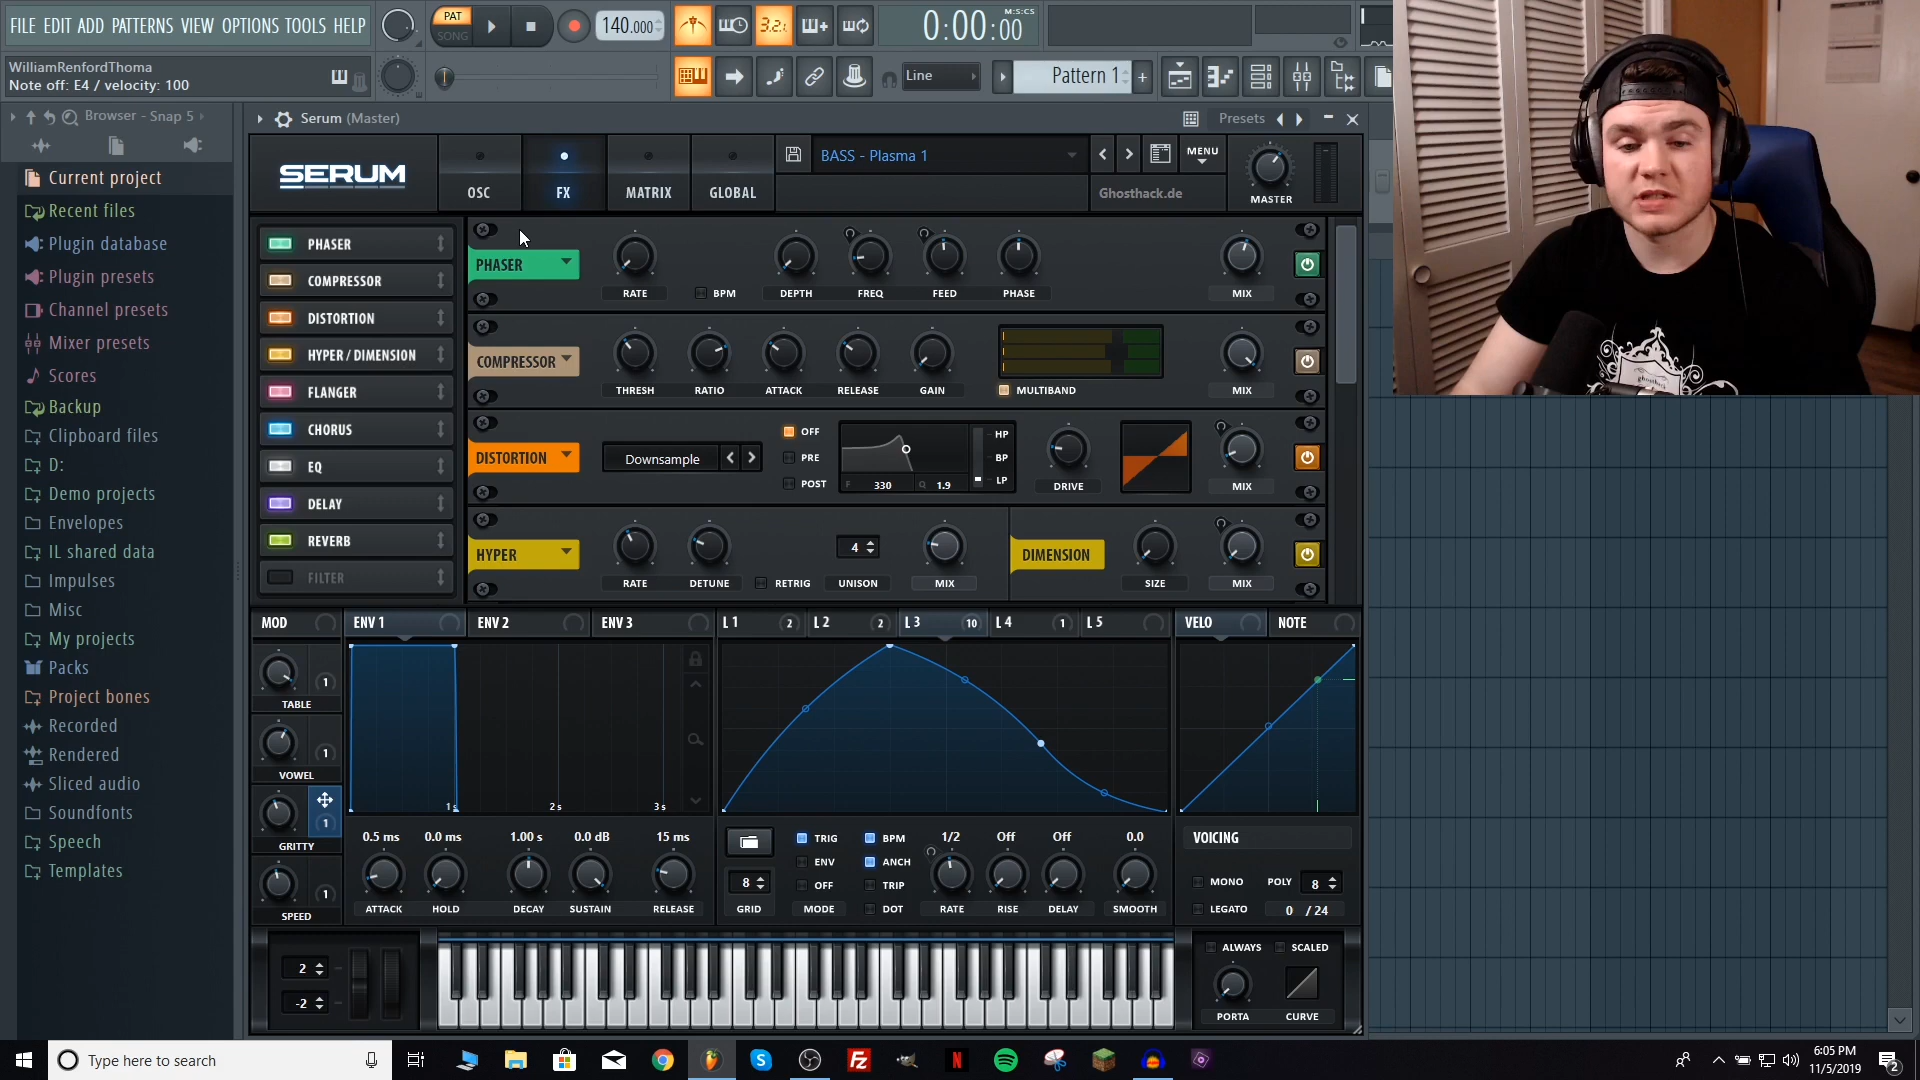 FILE EDIT ADD PATTERNS VIEW OPTIONS TOOLS HELP
PAT
SONG
140.000
3.2.
0:00:00
M:S:CS
WilliamRenfordThoma
Note off: E4 / velocity: 100
Line
Pattern 1
+
Browser - Snap 5
Current project
Recent files
Plugin database
Plugin presets
Channel presets
Mixer presets
Scores
Backup
Clipboard files
D:
Demo projects
Envelopes
IL shared data
Impulses
Misc
My projects
Packs
Project bones
Recorded
Rendered
Sliced audio
Soundfonts
Speech
Templates
Serum (Master)
Presets
SERUM
OSC
FX
MATRIX
GLOBAL
BASS - Plasma 1
MENU
Ghosthack.de
MASTER
PHASER
COMPRESSOR
DISTORTION
HYPER / DIMENSION
FLANGER
CHORUS
EQ
DELAY
REVERB
FILTER
PHASER
RATE
BPM
DEPTH
FREQ
FEED
PHASE
MIX
COMPRESSOR
THRESH
RATIO
ATTACK
RELEASE
GAIN
MULTIBAND
MIX
DISTORTION
Downsample
OFF
PRE
POST
F 330 Q 1.9
HP
BP
LP
DRIVE
MIX
HYPER
RATE
DETUNE
RETRIG
4
UNISON
MIX
DIMENSION
SIZE
MIX
MOD
ENV 1
ENV 2
ENV 3
L 1 2
L 2 2
L 3 10
L 4 1
L 5
VELO
NOTE
1
TABLE
1
VOWEL
1
GRITTY
1
SPEED
1 s
2 s
3 s
0.5 ms
0.0 ms
1.00 s
0.0 dB
15 ms
ATTACK
HOLD
DECAY
SUSTAIN
RELEASE
8
GRID
TRIG
ENV
OFF
MODE
BPM
ANCH
TRIP
DOT
1/2
Off
Off
0.0
RATE
RISE
DELAY
SMOOTH
VOICING
MONO
POLY 8
LEGATO
0 / 24
2
-2
ALWAYS
SCALED
PORTA
CURVE
ghosthack
Type here to search
6:05 PM
11/5/2019
2